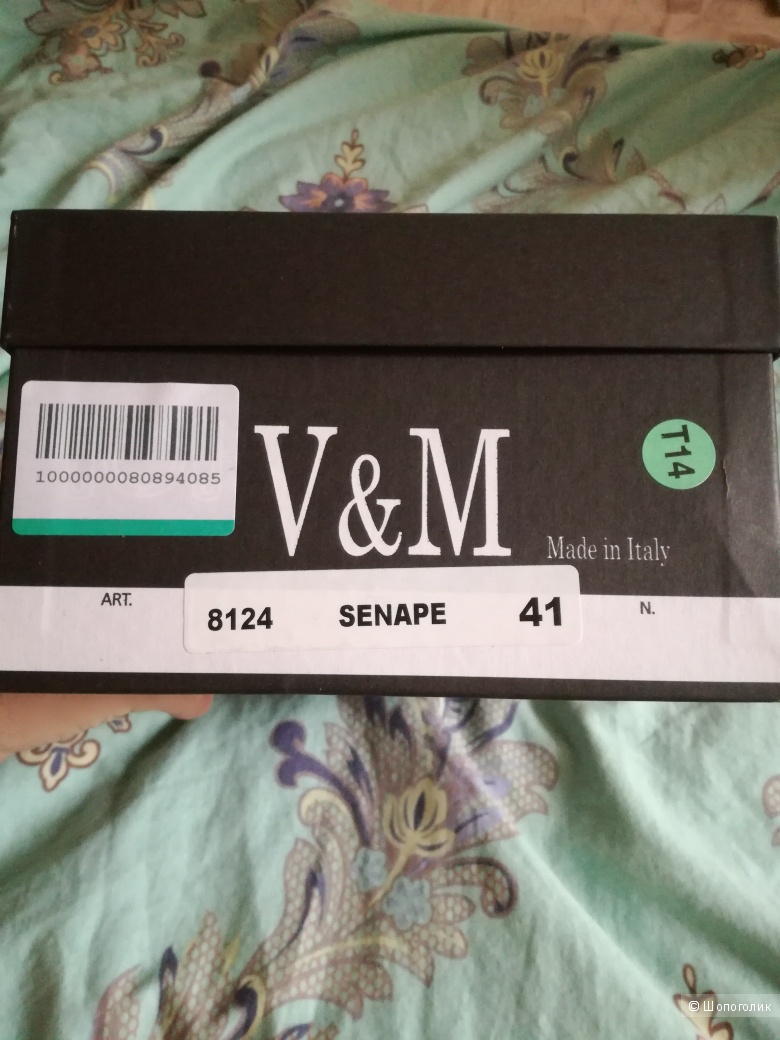 1000000080894085
V&M
Made in Italy
T14
ART.
8124 SENAPE 41
N.
© Шопоголик